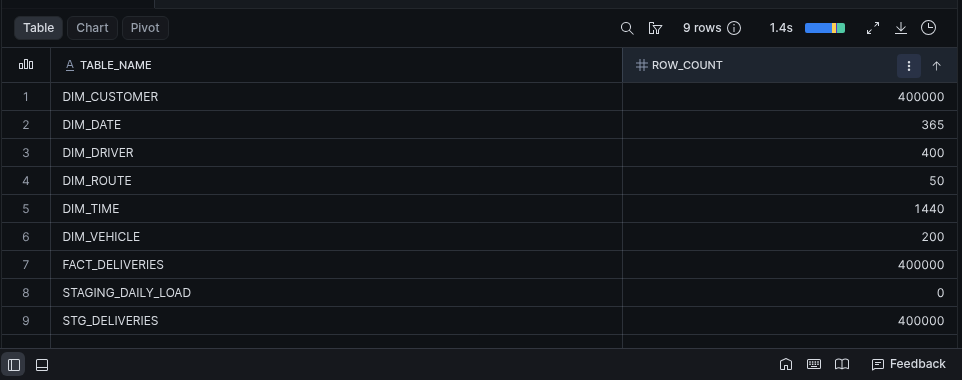 Table Chart Pivot 9 rows 1.4s
A TABLE_NAME # ROW_COUNT
1 DIM_CUSTOMER 400000
2 DIM_DATE 365
3 DIM_DRIVER 400
4 DIM_ROUTE 50
5 DIM_TIME 1440
6 DIM_VEHICLE 200
7 FACT_DELIVERIES 400000
8 STAGING_DAILY_LOAD 0
9 STG_DELIVERIES 400000
Feedback